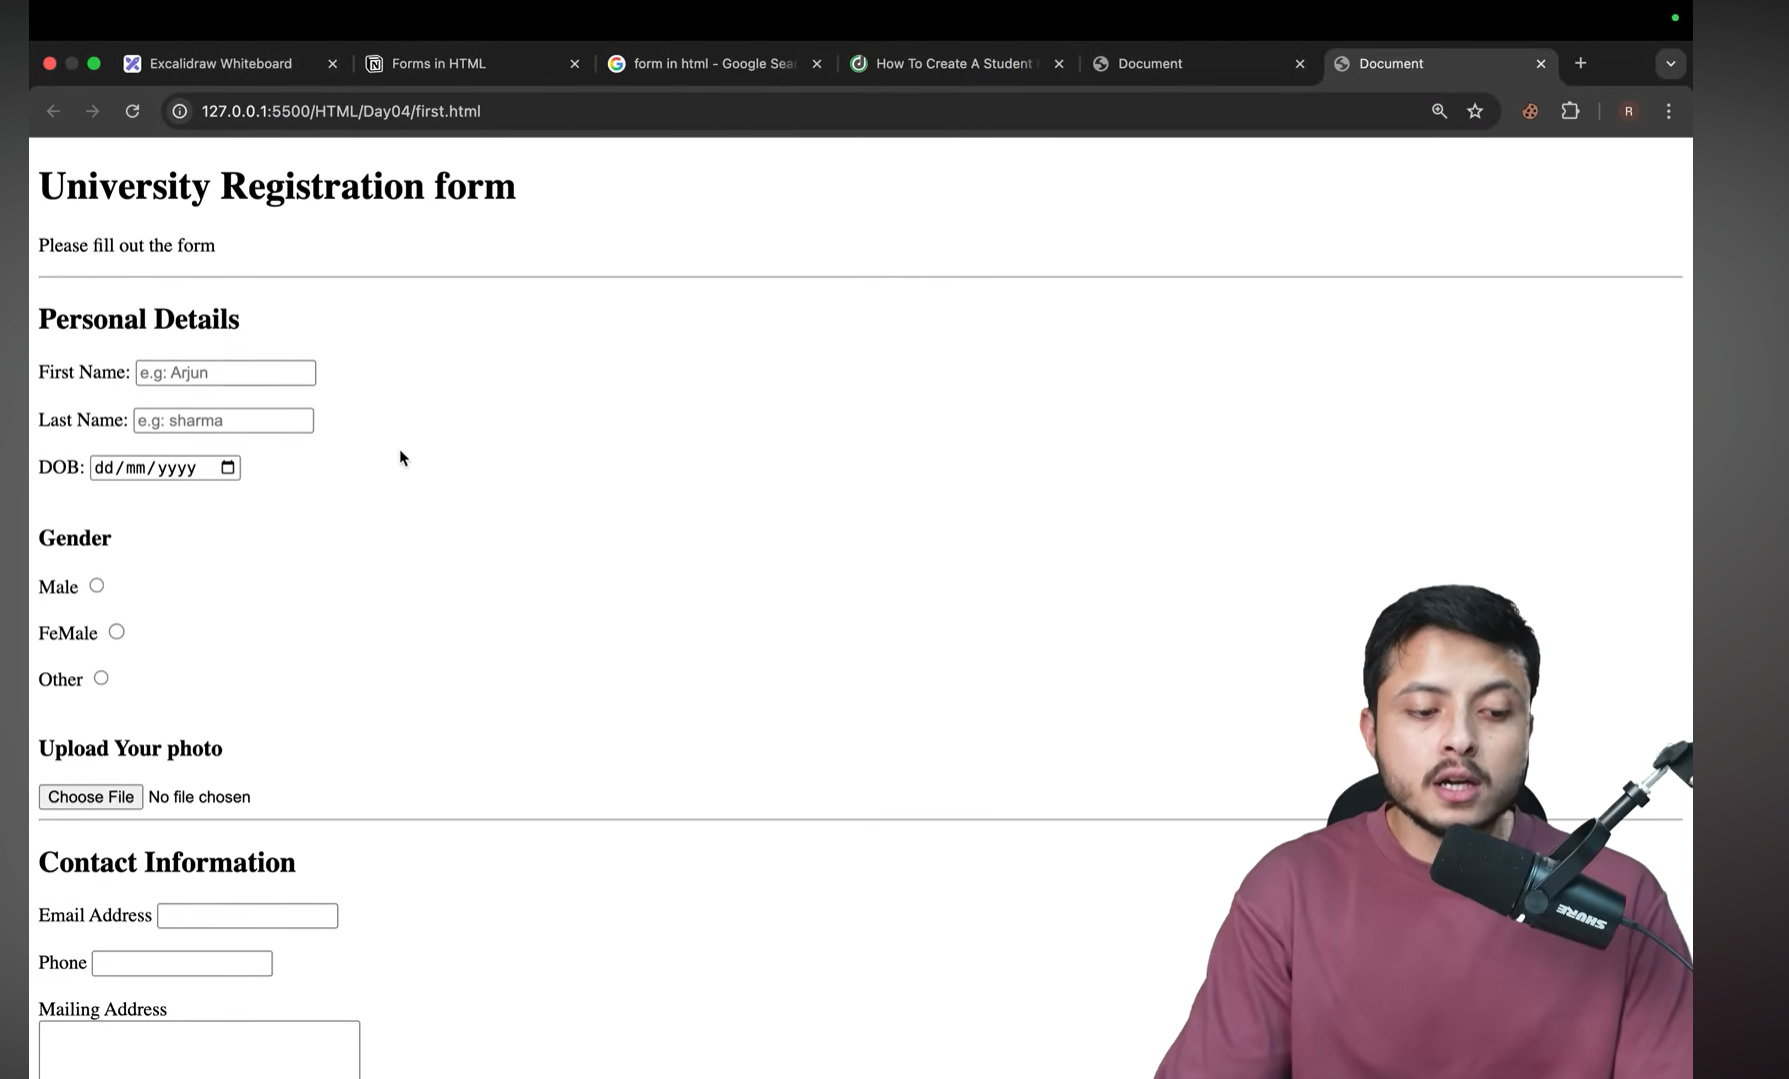 Excalidraw Whiteboard
Forms in HTML
form in html - Google Sear
How To Create A Student
Document
Document
127.0.0.1:5500/HTML/Day04/first.html
R
University Registration form
Please fill out the form
Personal Details
First Name: e.g: Arjun
Last Name: e.g: sharma
DOB: dd/mm/yyyy
Gender
Male
FeMale
Other
Upload Your photo
Choose File No file chosen
Contact Information
Email Address
Phone
Mailing Address
SHURE